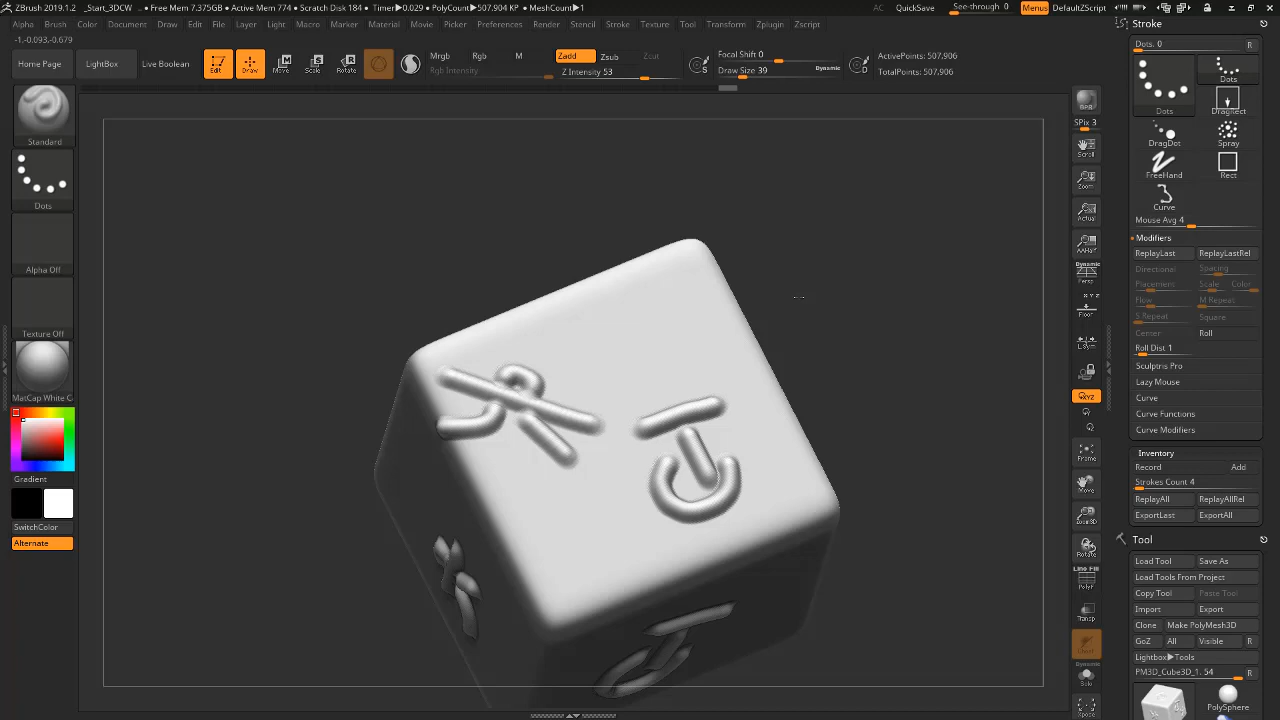 ZBrush 2019.1.2 _Start_3DCW • Free Mem 7.375GB • Active Mem 774 • Scratch Disk 184 • Timer▶0.029 • PolyCount▶507.904 KP • MeshCount▶1 AC QuickSave See-through 0 Menus DefaultZScript
Alpha Brush Color Document Draw Edit File Layer Light Macro Marker Material Movie Picker Preferences Render Stencil Stroke Texture Tool Transform Zplugin Zscript
-1,-0.093,-0.679
Home Page LightBox Live Boolean Edit Draw Move Scale Rotate Mrgb Rgb M Zadd Zsub Zcut Focal Shift 0 ActivePoints: 507,906
Rgb Intensity Z Intensity 53 Draw Size 39 Dynamic TotalPoints: 507,906
Standard
Dots
Alpha Off
Texture Off
MatCap White C
Gradient
SwitchColor
Alternate
BPR
SPix 3
Scroll
Zoom
Actual
AAHalf
Dynamic
Persp
Floor
L.Sym
XYZ
Frame
Move
Zoom3D
Rotate
Line Fill
PolyF
Transp
Ghost
Dynamic
Solo
Xpose
Stroke
Dots. 0 R
Dots Dots
DragRect
DragDot Spray
FreeHand Rect
Curve
Mouse Avg 4
Modifiers
ReplayLast ReplayLastRel
Directional Spacing
Placement Scale Color
Flow M Repeat
S Repeat Square
Center Roll
Roll Dist 1
Sculptris Pro
Lazy Mouse
Curve
Curve Functions
Curve Modifiers
Inventory
Record Add
Strokes Count 4
ReplayAll ReplayAllRel
ExportLast ExportAll
Tool
Load Tool Save As
Load Tools From Project
Copy Tool Paste Tool
Import Export
Clone Make PolyMesh3D
GoZ All Visible R
Lightbox▶Tools
PM3D_Cube3D_1. 54 R
PolySphere